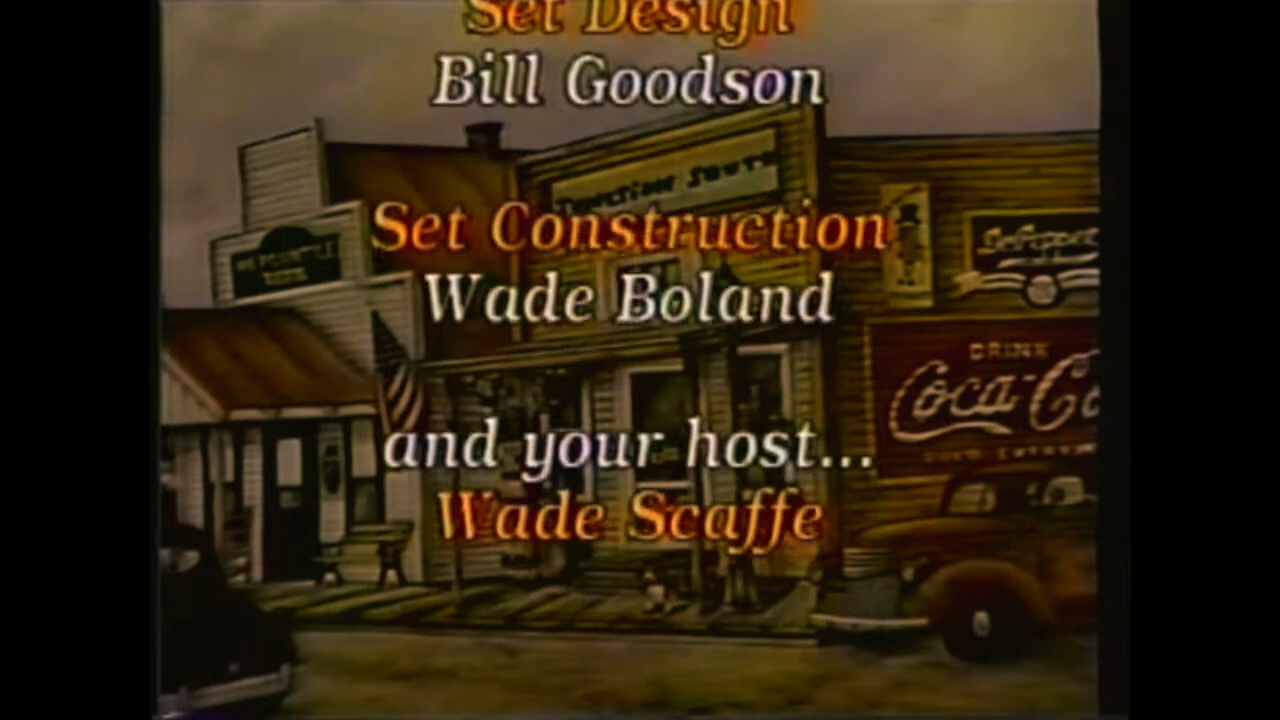 Set Design
Bill Goodson
Set Construction
Wade Boland
and your host...
Wade Scaffe
DRINK
Coca-Co